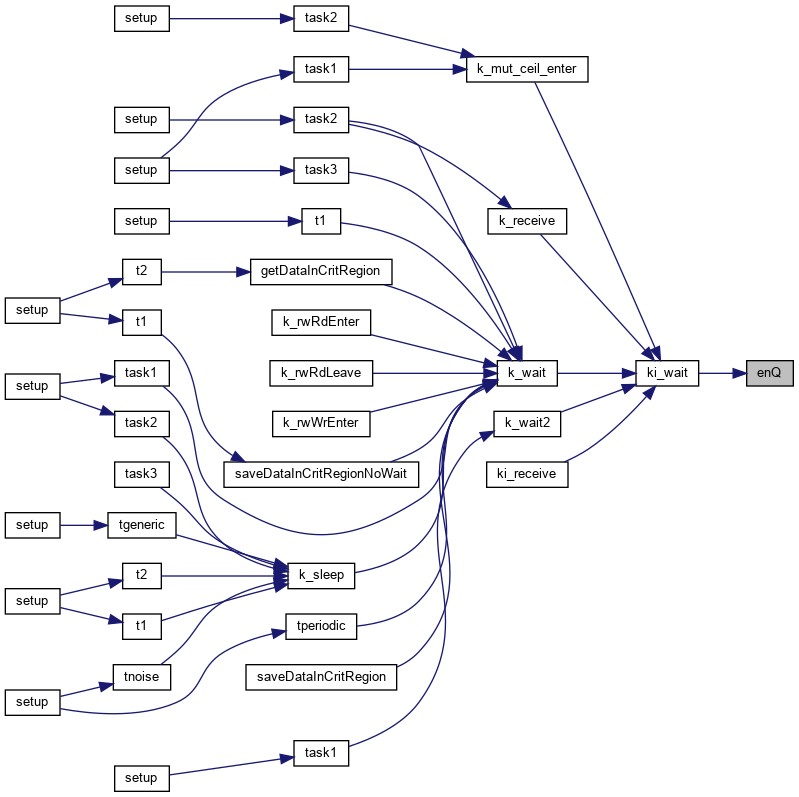 setup
task2
k_mut_ceil_enter
task1
setup
task2
setup
task3
setup
t1
k_receive
t2
getDataInCritRegion
setup
t1
k_rwRdEnter
k_rwRdLeave
k_wait
ki_wait
enQ
setup
task1
task2
k_rwWrEnter
k_wait2
task3
saveDataInCritRegionNoWait
ki_receive
setup
tgeneric
t2
k_sleep
setup
t1
tperiodic
tnoise
saveDataInCritRegion
setup
task1
setup